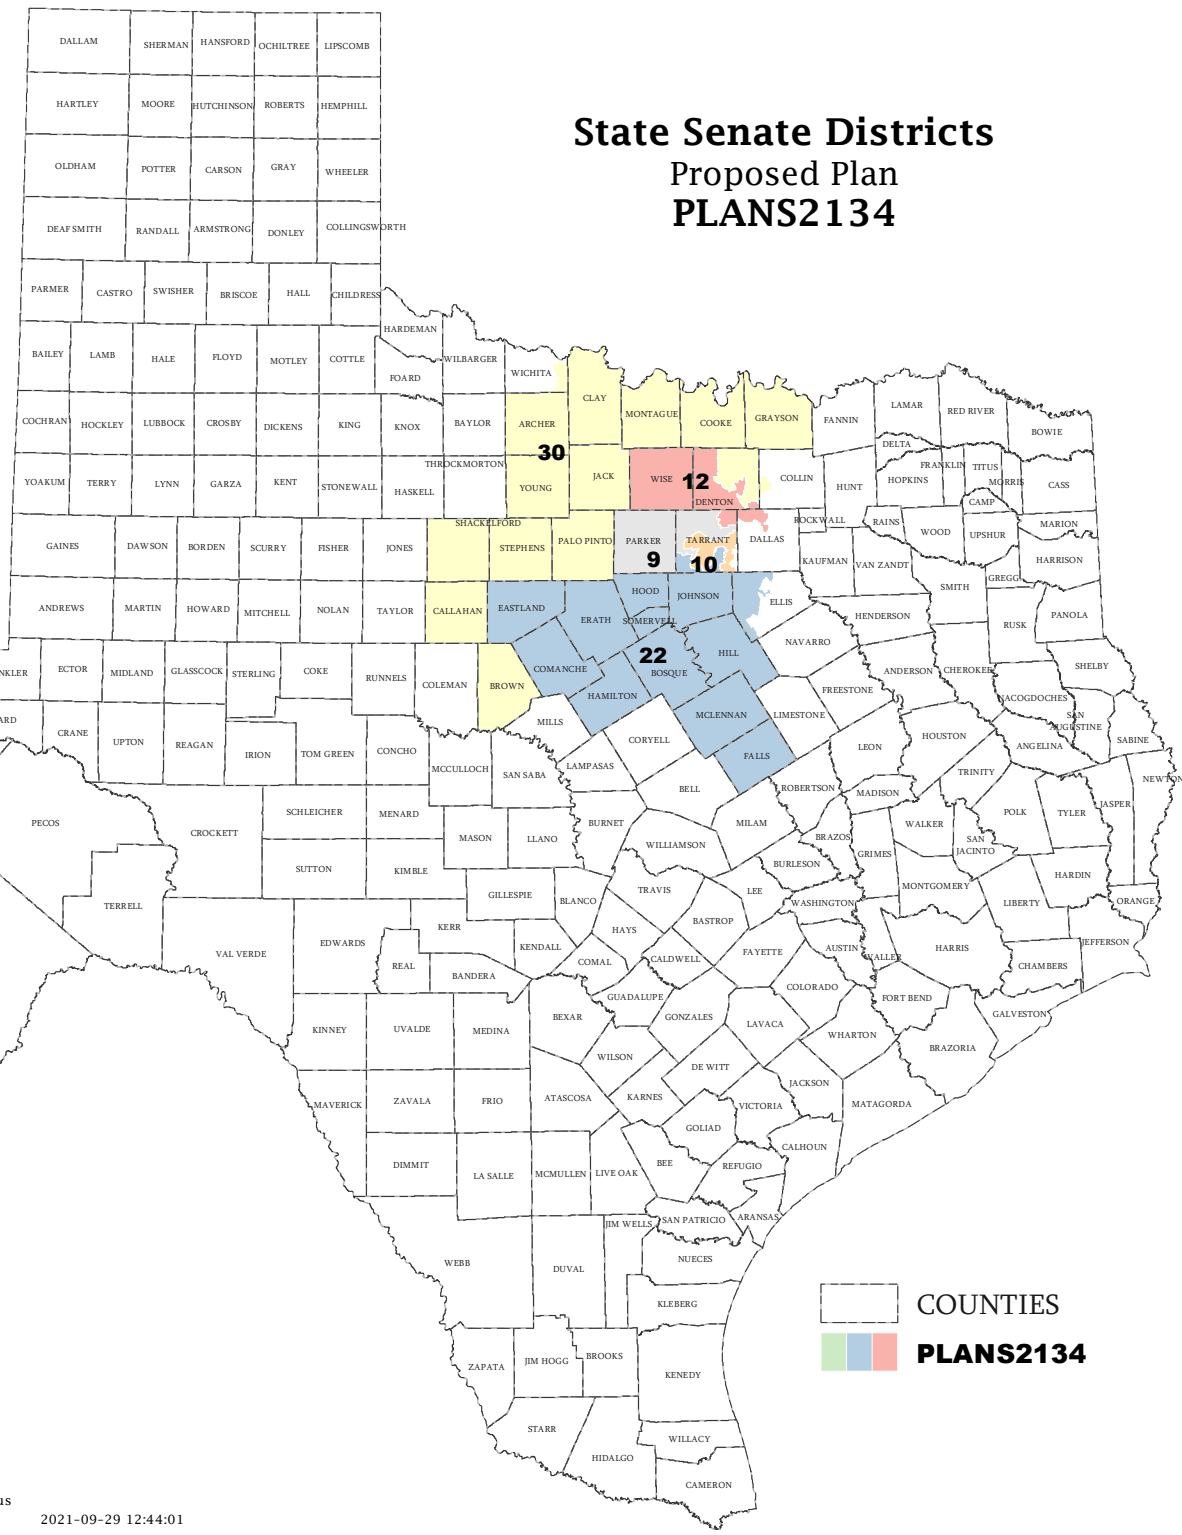 State Senate Districts
Proposed Plan
PLANS2134
DALLAM
SHERMAN
HANSFORD
OCHILTREE
LIPSCOMB
HARTLEY
MOORE
HUTCHINSON
ROBERTS
HEMPHILL
OLDHAM
POTTER
CARSON
GRAY
WHEELER
DEAF SMITH
RANDALL
ARMSTRONG
DONLEY
COLLINGSWORTH
PARMER
CASTRO
SWISHER
BRISCOE
HALL
CHILDRESS
HARDEMAN
BAILEY
LAMB
HALE
FLOYD
MOTLEY
COTTLE
FOARD
WILBARGER
WICHITA
CLAY
MONTAGUE
COOKE
GRAYSON
FANNIN
LAMAR
RED RIVER
BOWIE
COCHRAN
HOCKLEY
LUBBOCK
CROSBY
DICKENS
KING
KNOX
BAYLOR
ARCHER
30
DELTA
YOAKUM
TERRY
LYNN
GARZA
KENT
STONEWALL
HASKELL
THROCKMORTON
YOUNG
JACK
WISE
12
DENTON
COLLIN
HUNT
HOPKINS
FRANKLIN
TITUS
MORRIS
CASS
CAMP
GAINES
DAWSON
BORDEN
SCURRY
FISHER
JONES
SHACKELFORD
STEPHENS
PALO PINTO
PARKER
9
TARRANT
10
DALLAS
ROCKWALL
RAINS
WOOD
UPSHUR
MARION
KAUFMAN
VAN ZANDT
HARRISON
SMITH
GREGG
ANDREWS
MARTIN
HOWARD
MITCHELL
NOLAN
TAYLOR
CALLAHAN
EASTLAND
ERATH
HOOD
SOMERVELL
JOHNSON
ELLIS
HENDERSON
RUSK
PANOLA
NKLER
ECTOR
MIDLAND
GLASSCOCK
STERLING
COKE
RUNNELS
COLEMAN
BROWN
COMANCHE
HAMILTON
22
BOSQUE
HILL
NAVARRO
FREESTONE
ANDERSON
CHEROKEE
NACOGDOCHES
SHELBY
SAN
AUGUSTINE
SABINE
ARD
CRANE
UPTON
REAGAN
IRION
TOM GREEN
CONCHO
MCCULLOCH
SAN SABA
MILLS
LAMPASAS
CORYELL
MCLENNAN
FALLS
LIMESTONE
LEON
HOUSTON
ANGELINA
TRINITY
NEWTON
PECOS
CROCKETT
SCHLEICHER
MENARD
MASON
LLANO
BURNET
BELL
MILAM
ROBERTSON
MADISON
WALKER
SAN
JACINTO
POLK
TYLER
JASPER
SUTTON
KIMBLE
GILLESPIE
BLANCO
WILLIAMSON
TRAVIS
LEE
BURLESON
BRAZOS
GRIMES
WASHINGTON
MONTGOMERY
LIBERTY
HARDIN
ORANGE
JEFFERSON
CHAMBERS
TERRELL
VAL VERDE
EDWARDS
REAL
KERR
BANDERA
KENDALL
HAYS
COMAL
BASTROP
CALDWELL
FAYETTE
AUSTIN
WALLER
HARRIS
KINNEY
UVALDE
MEDINA
BEXAR
GUADALUPE
GONZALES
LAVACA
COLORADO
FORT BEND
WHARTON
GALVESTON
BRAZORIA
MAVERICK
ZAVALA
FRIO
ATASCOSA
WILSON
KARNES
DE WITT
VICTORIA
JACKSON
MATAGORDA
GOLIAD
CALHOUN
DIMMIT
LA SALLE
MCMULLEN
LIVE OAK
BEE
REFUGIO
ARANSAS
SAN PATRICIO
JIM WELLS
NUECES
WEBB
DUVAL
KLEBERG
ZAPATA
JIM HOGG
BROOKS
KENEDY
STARR
HIDALGO
WILLACY
CAMERON
COUNTIES
PLANS2134
us
2021-09-29 12:44:01